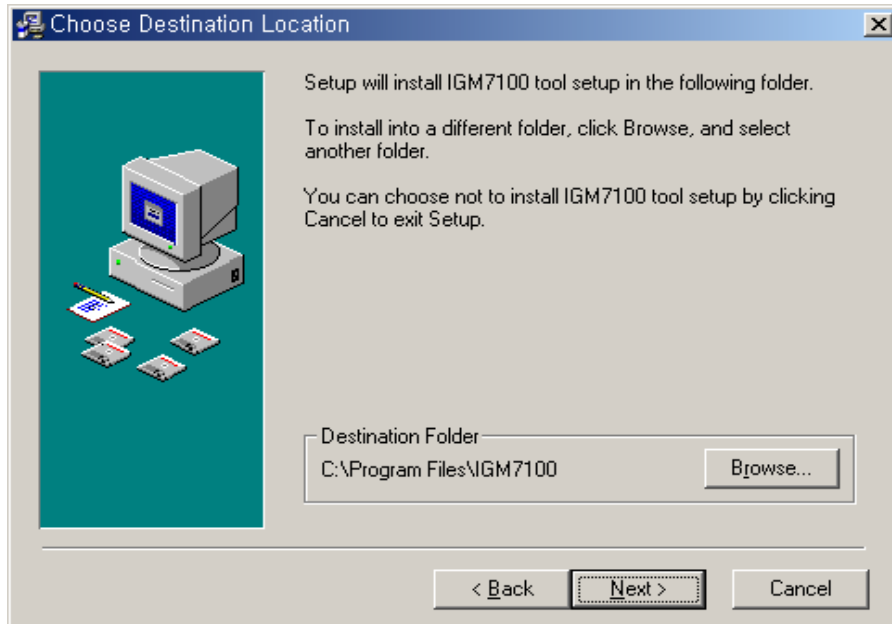 Choose Destination Location
Setup will install IGM7100 tool setup in the following folder.
To install into a different folder, click Browse, and select
another folder.
You can choose not to install IGM7100 tool setup by clicking
Cancel to exit Setup.
Destination Folder
C:\Program Files\IGM7100
Browse...
< Back
Next >
Cancel